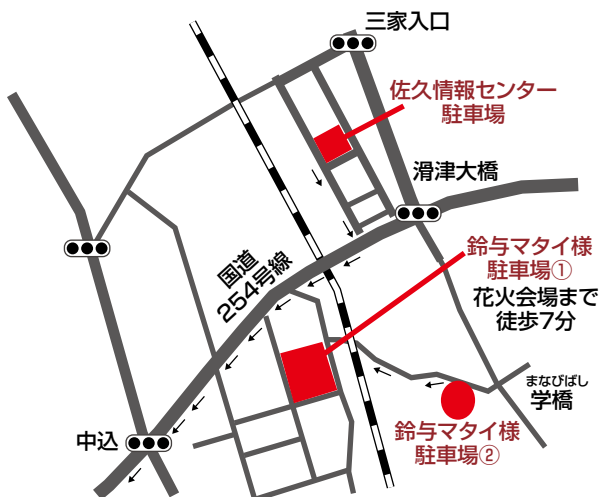 三家入口
佐久情報センター
駐車場
滑津大橋
国道
254号線
鈴与マタイ様
駐車場①
花火会場まで
徒歩7分
まなびばし
学橋
中込
鈴与マタイ様
駐車場②